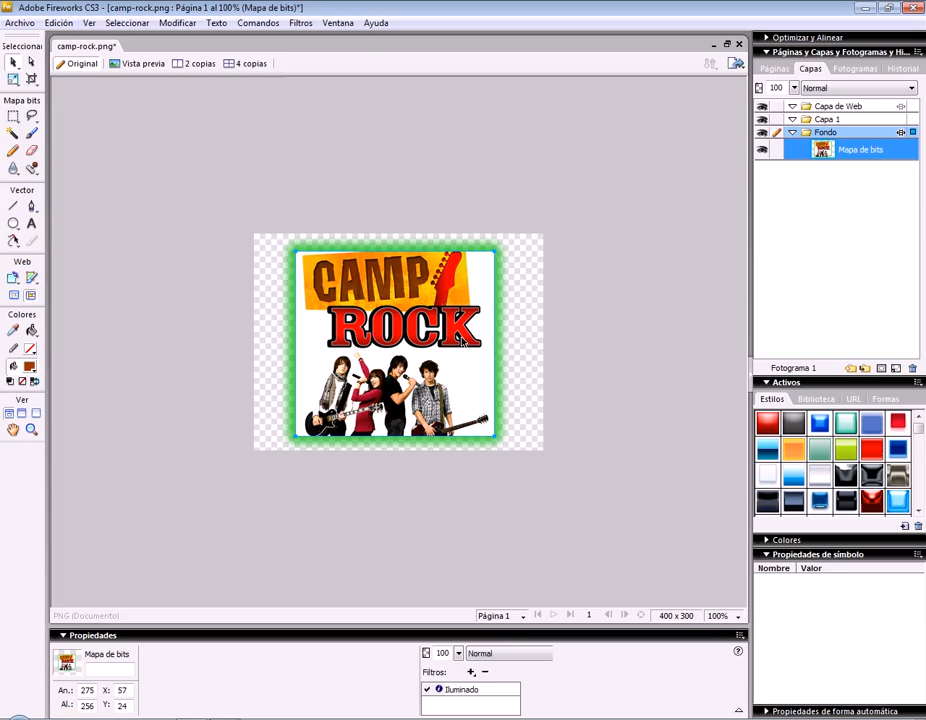 Adobe Fireworks CS3 - [camp-rock.png : Página 1 al 100% (Mapa de bits)*]
Archivo Edición Ver Seleccionar Modificar Texto Comandos Filtros Ventana Ayuda
Seleccionar
camp-rock.png*
Original Vista previa 2 copias 4 copias
Mapa bits
Vector
Web
Colores
Ver
CAMP
ROCK
PNG (Documento)
Página 1 1 400 x 300 100%
Propiedades
Mapa de bits
An.: 275 X: 57
Al.: 256 Y: 24
100 Normal
Filtros:
Iluminado
Optimizar y Alinear
Páginas y Capas y Fotogramas y Hi...
Páginas Capas Fotogramas Historial
100 Normal
Capa de Web
Capa 1
Fondo
Mapa de bits
Fotograma 1
Activos
Estilos Biblioteca URL Formas
Colores
Propiedades de símbolo
Nombre Valor
Propiedades de forma automática